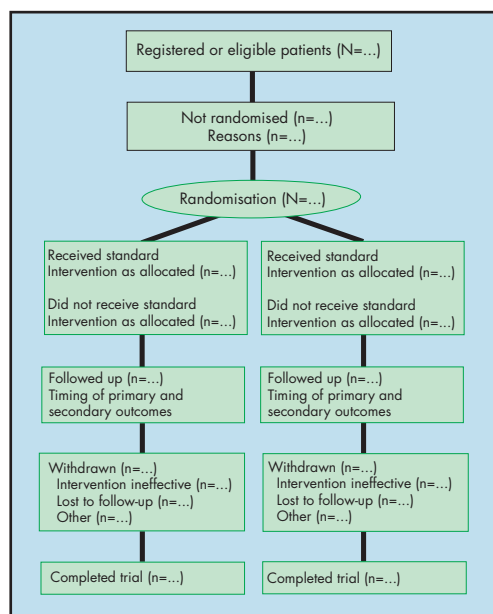 Registered or eligible patients (N=...)
Not randomised (n=...)
Reasons (n=...)
Randomisation (N=...)
Received standard
Intervention as allocated (n=...)
Did not receive standard
Intervention as allocated (n=...)
Followed up (n=...)
Timing of primary and
secondary outcomes
Withdrawn (n=...)
Intervention ineffective (n=...)
Lost to follow-up (n=...)
Other (n=...)
Completed trial (n=...)
Received standard
Intervention as allocated (n=...)
Did not receive standard
Intervention as allocated (n=...)
Followed up (n=...)
Timing of primary and
secondary outcomes
Withdrawn (n=...)
Intervention ineffective (n=...)
Lost to follow-up (n=...)
Other (n=...)
Completed trial (n=...)